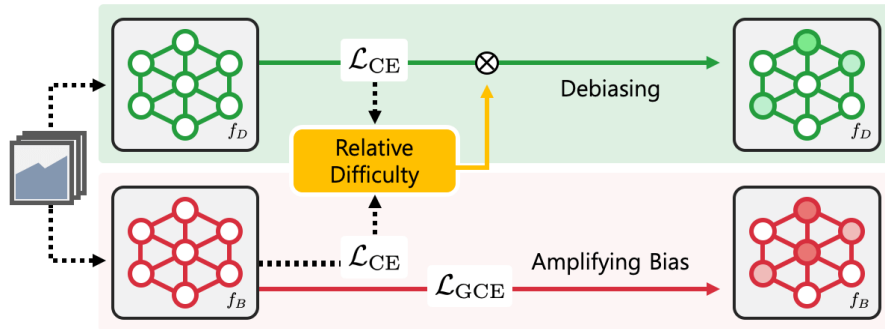 ℒ_CE
Debiasing
f_D
f_D
Relative
Difficulty
ℒ_CE
Amplifying Bias
ℒ_GCE
f_B
f_B